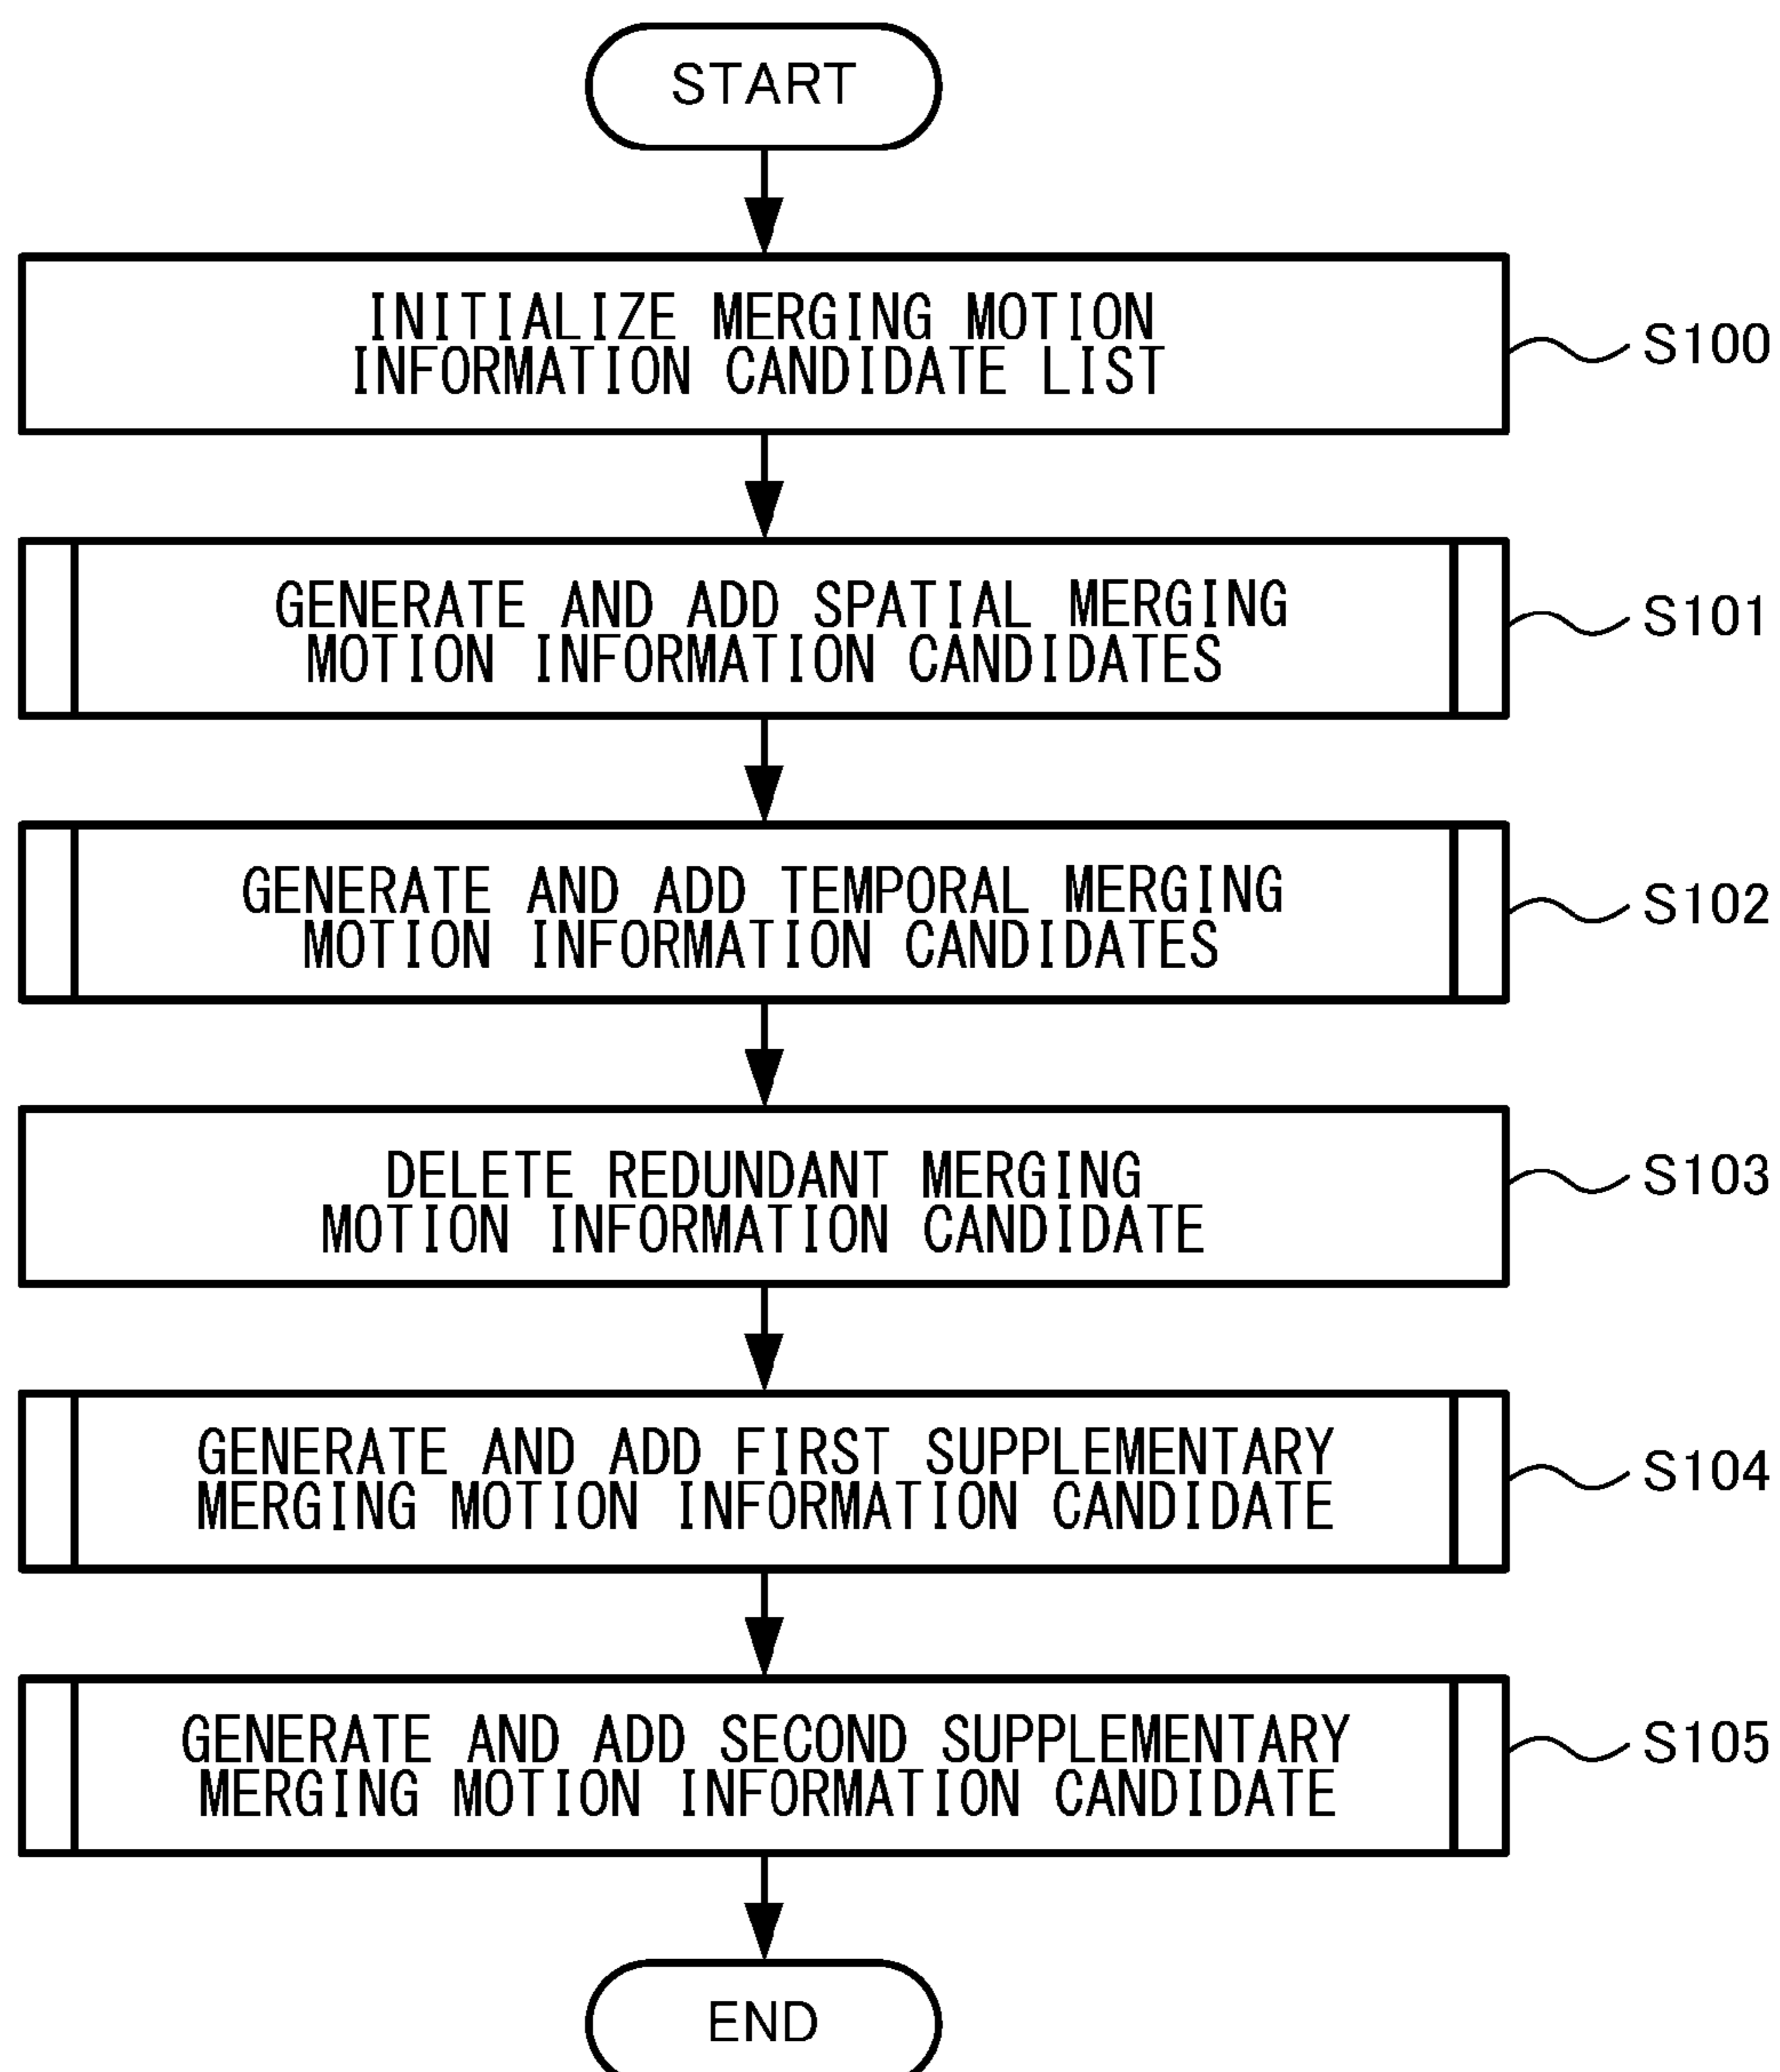 START
INITIALIZE MERGING MOTION
INFORMATION CANDIDATE LIST
S100
GENERATE AND ADD SPATIAL MERGING
MOTION INFORMATION CANDIDATES
S101
GENERATE AND ADD TEMPORAL MERGING
MOTION INFORMATION CANDIDATES
S102
DELETE REDUNDANT MERGING
MOTION INFORMATION CANDIDATE
S103
GENERATE AND ADD FIRST SUPPLEMENTARY
MERGING MOTION INFORMATION CANDIDATE
S104
GENERATE AND ADD SECOND SUPPLEMENTARY
MERGING MOTION INFORMATION CANDIDATE
S105
END